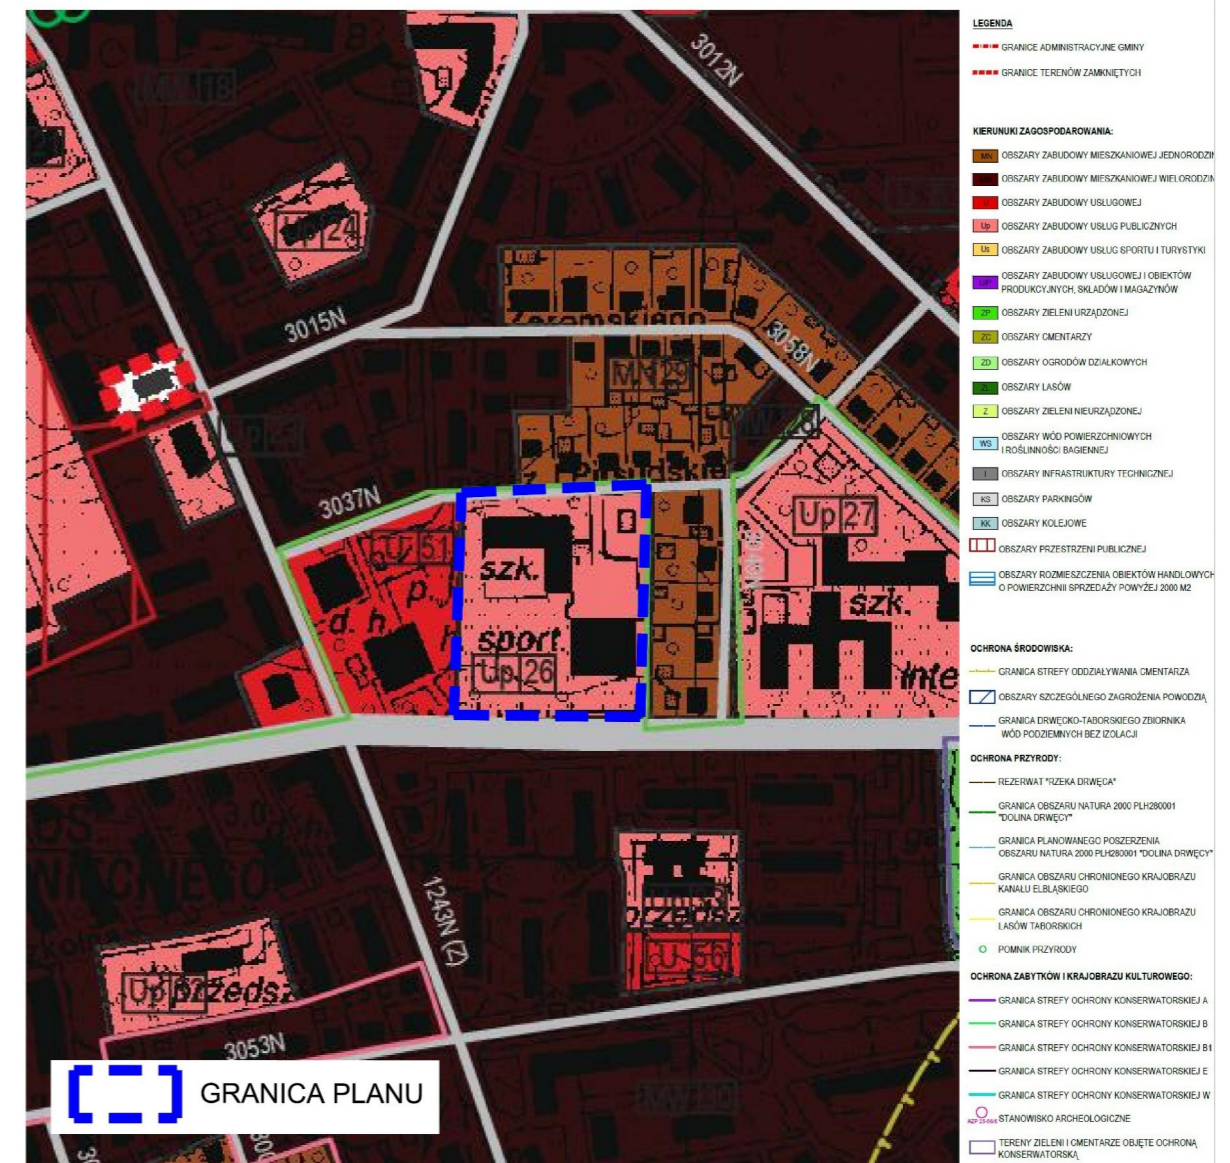 3012N
Up 24
3015N
Żeromskiego
3058N
MN 29
3037N
U 51
szk.
Up 27
p.
d. h
szk.
sport.
Up 26
Inte
1243N (Z)
przedsz
U 56
Up
przedsz
3053N
GRANICA PLANU
LEGENDA
GRANICE ADMINISTRACYJNE GMINY
GRANICE TERENÓW ZAMKNIĘTYCH
KIERUNKI ZAGOSPODAROWANIA:
MN OBSZARY ZABUDOWY MIESZKANIOWEJ JEDNORODZIN
OBSZARY ZABUDOWY MIESZKANIOWEJ WIELORODZIN
U OBSZARY ZABUDOWY USŁUGOWEJ
Up OBSZARY ZABUDOWY USŁUG PUBLICZNYCH
Us OBSZARY ZABUDOWY USŁUG SPORTU I TURYSTYKI
U/P OBSZARY ZABUDOWY USŁUGOWEJ I OBIEKTÓW
PRODUKCYJNYCH, SKŁADÓW I MAGAZYNÓW
ZP OBSZARY ZIELENI URZĄDZONEJ
ZC OBSZARY CMENTARZY
ZD OBSZARY OGRODÓW DZIAŁKOWYCH
ZL OBSZARY LASÓW
Z OBSZARY ZIELENI NIEURZĄDZONEJ
WS OBSZARY WÓD POWIERZCHNIOWYCH
I ROŚLINNOŚCI BAGIENNEJ
I OBSZARY INFRASTRUKTURY TECHNICZNEJ
KS OBSZARY PARKINGÓW
KK OBSZARY KOLEJOWE
OBSZARY PRZESTRZENI PUBLICZNEJ
OBSZARY ROZMIESZCZENIA OBIEKTÓW HANDLOWYCH
O POWIERZCHNI SPRZEDAŻY POWYŻEJ 2000 M2
OCHRONA ŚRODOWISKA:
GRANICA STREFY ODDZIAŁYWANIA CMENTARZA
OBSZARY SZCZEGÓLNEGO ZAGROŻENIA POWODZIĄ
GRANICA DRWĘCKO-TABORSKIEGO ZBIORNIKA
WÓD PODZIEMNYCH BEZ IZOLACJI
OCHRONA PRZYRODY:
REZERWAT "RZEKA DRWĘCA"
GRANICA OBSZARU NATURA 2000 PLH280001
"DOLINA DRWĘCY"
GRANICA PLANOWANEGO POSZERZENIA
OBSZARU NATURA 2000 PLH280001 "DOLINA DRWĘCY"
GRANICA OBSZARU CHRONIONEGO KRAJOBRAZU
KANAŁU ELBLĄSKIEGO
GRANICA OBSZARU CHRONIONEGO KRAJOBRAZU
LASÓW TABORSKICH
POMNIK PRZYRODY
OCHRONA ZABYTKÓW I KRAJOBRAZU KULTUROWEGO:
GRANICA STREFY OCHRONY KONSERWATORSKIEJ A
GRANICA STREFY OCHRONY KONSERWATORSKIEJ B
GRANICA STREFY OCHRONY KONSERWATORSKIEJ B1
GRANICA STREFY OCHRONY KONSERWATORSKIEJ E
GRANICA STREFY OCHRONY KONSERWATORSKIEJ W
STANOWISKO ARCHEOLOGICZNE
TERENY ZIELENI I CMENTARZE OBJĘTE OCHRONĄ
KONSERWATORSKĄ